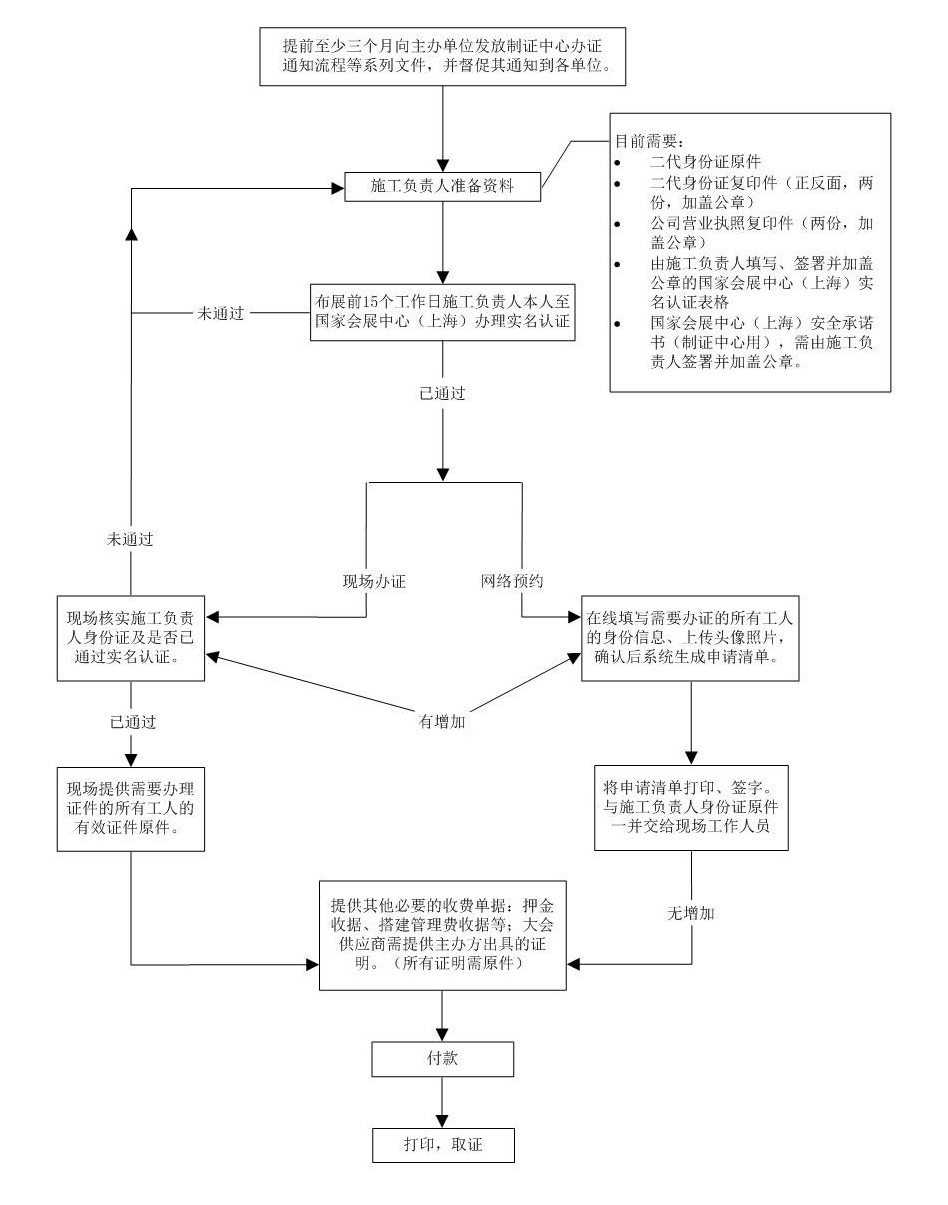 提前至少三个月向主办单位发放制证中心办证
通知流程等系列文件，并督促其通知到各单位。
目前需要：
● 二代身份证原件
● 二代身份证复印件（正反面，两
份，加盖公章）
● 公司营业执照复印件（两份，加
盖公章）
● 由施工负责人填写、签署并加盖
公章的国家会展中心（上海）实
名认证表格
● 国家会展中心（上海）安全承诺
书（制证中心用），需由施工负
责人签署并加盖公章。
施工负责人准备资料
布展前15个工作日施工负责人本人至
国家会展中心（上海）办理实名认证
未通过
已通过
未通过
现场办证
网络预约
现场核实施工负责
人身份证及是否已
通过实名认证。
在线填写需要办证的所有工人
的身份信息、上传头像照片，
确认后系统生成申请清单。
有增加
已通过
现场提供需要办理
证件的所有工人的
有效证件原件。
将申请清单打印、签字。
与施工负责人身份证原件
一并交给现场工作人员
无增加
提供其他必要的收费单据：押金
收据、搭建管理费收据等；大会
供应商需提供主办方出具的证
明。（所有证明需原件）
付款
打印，取证